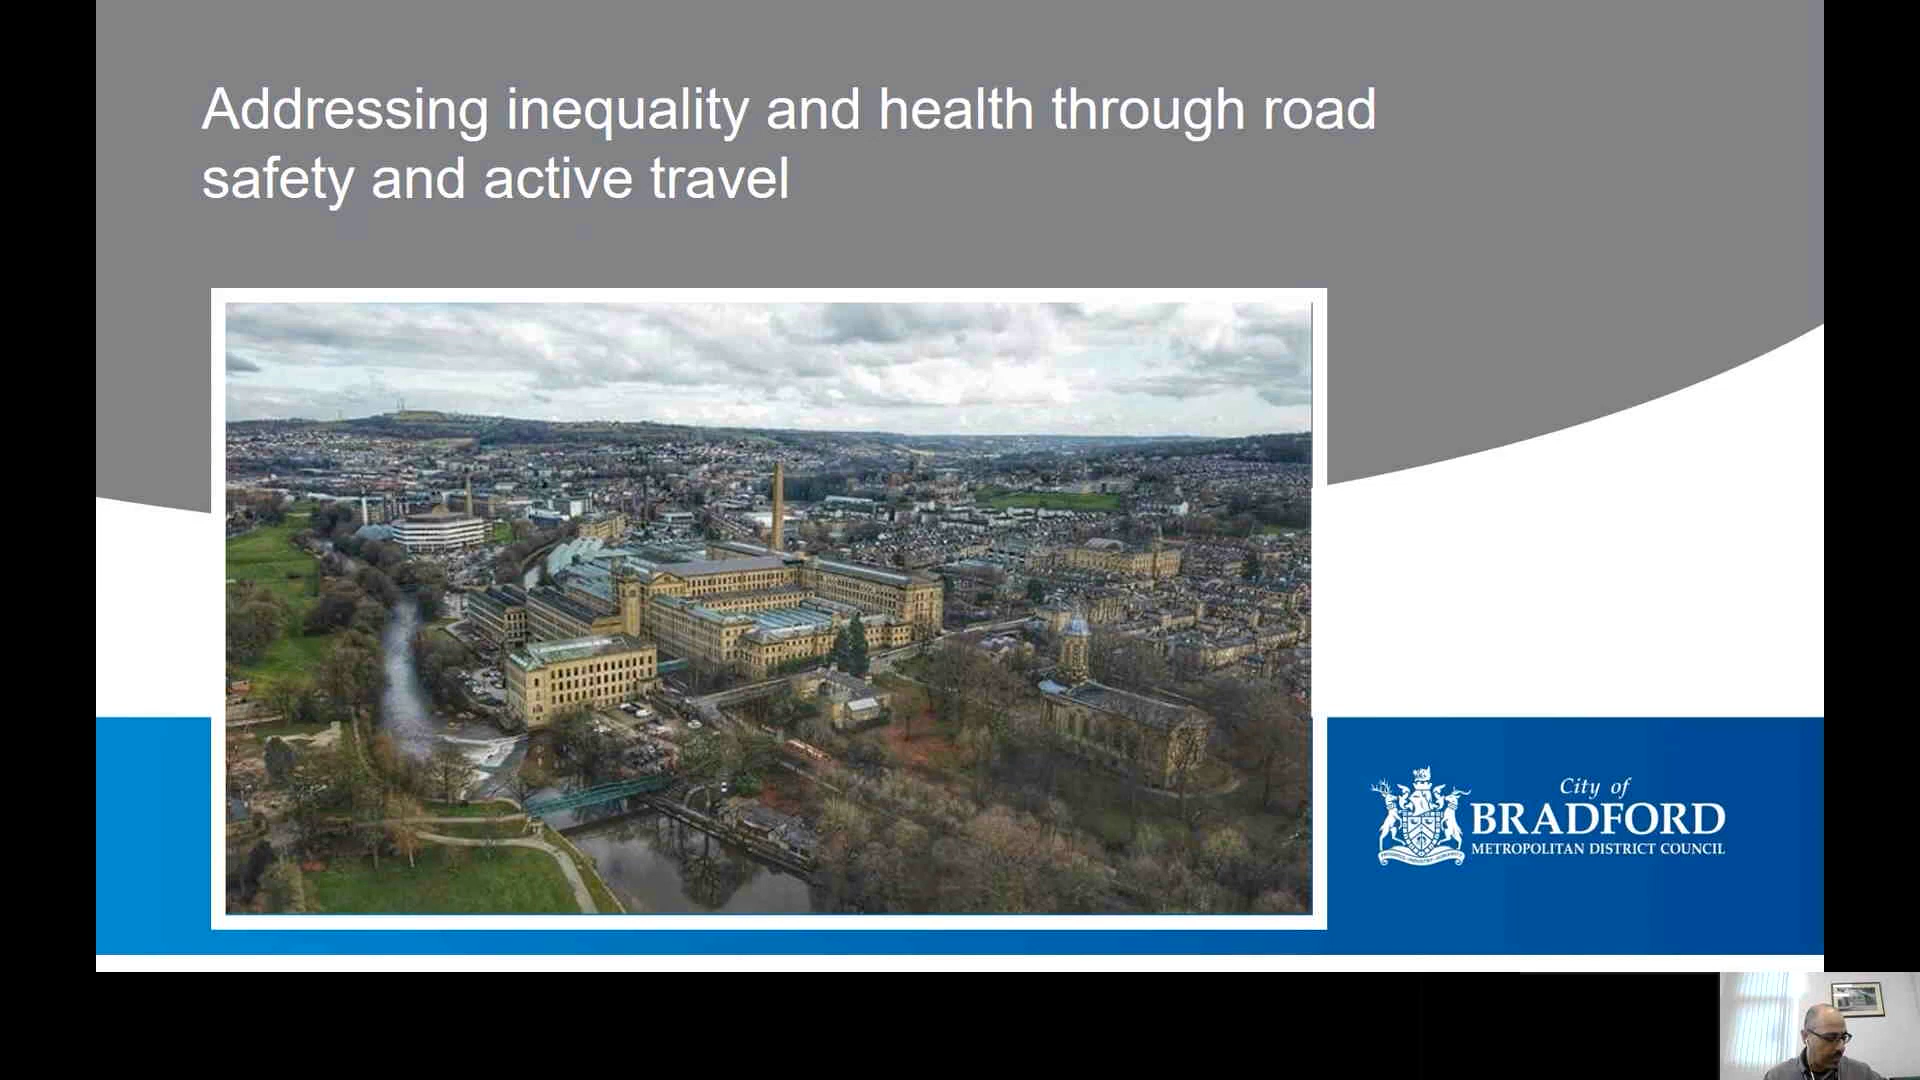 Addressing inequality and health through road
safety and active travel
City of
BRADFORD
METROPOLITAN DISTRICT COUNCIL